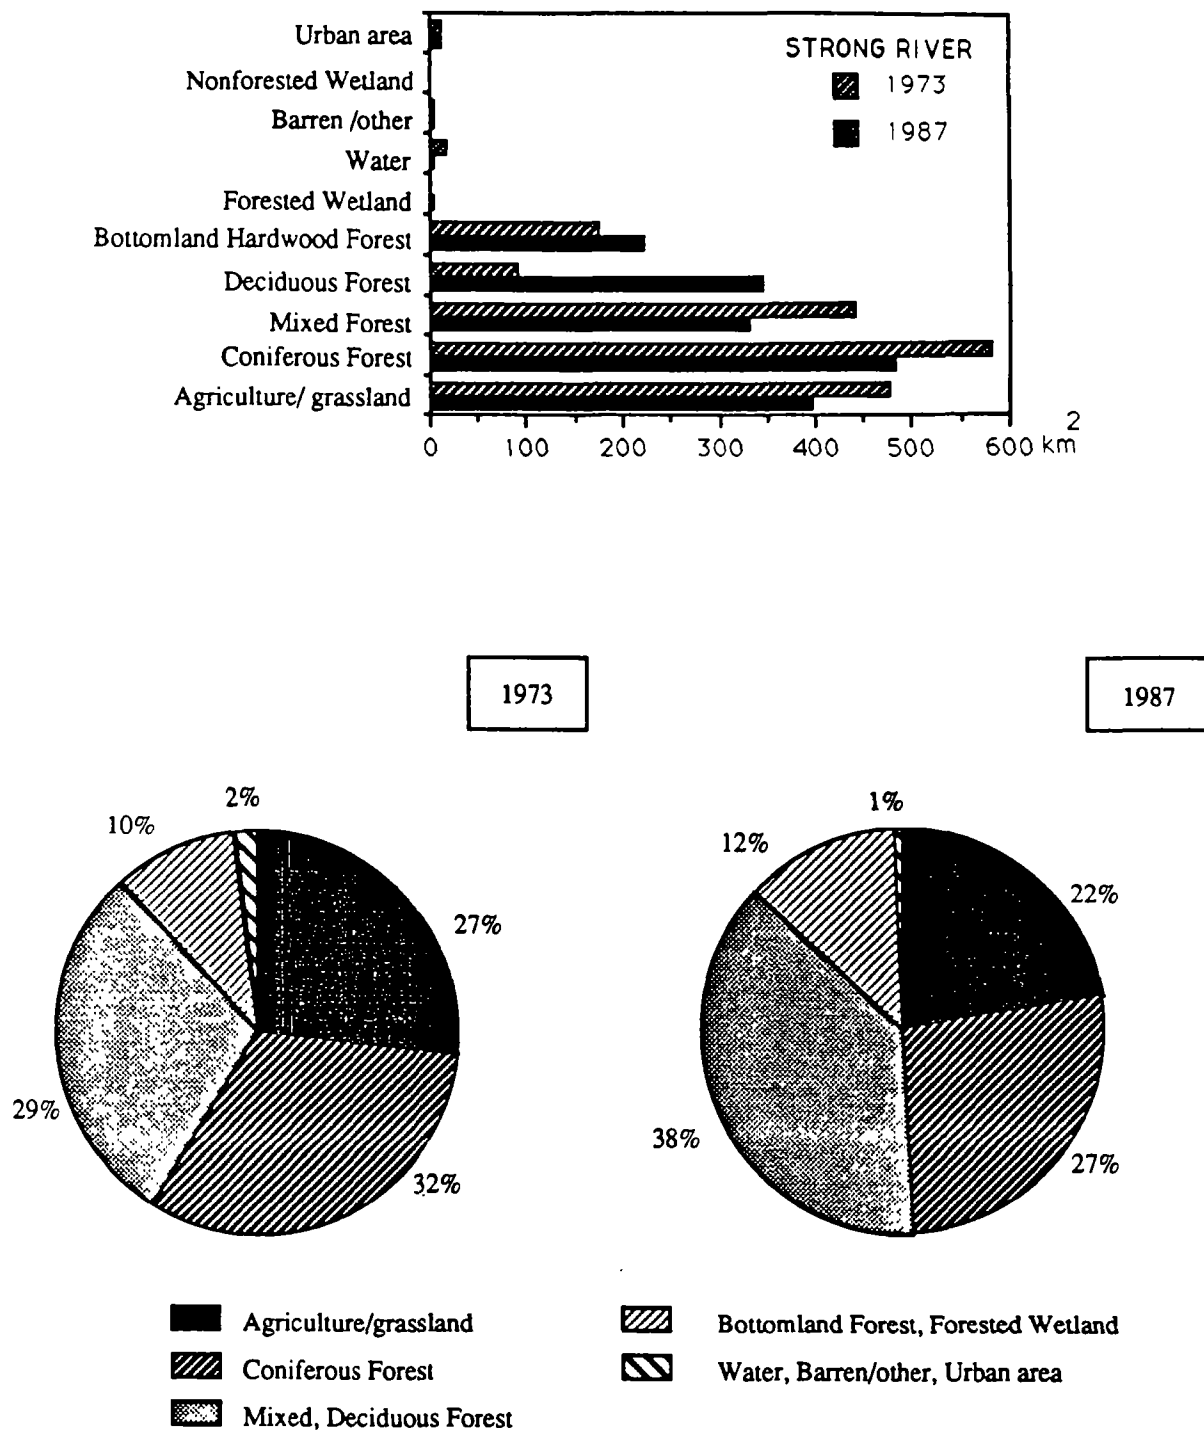 Urban area
Nonforested Wetland
Barren /other
Water
Forested Wetland
Bottomland Hardwood Forest
Deciduous Forest
Mixed Forest
Coniferous Forest
Agriculture/ grassland
STRONG RIVER
1973
1987
0 100 200 300 400 500 600 km 2
1973
1987
2%
10%
27%
29%
32%
1%
12%
22%
38%
27%
Agriculture/grassland
Coniferous Forest
Mixed, Deciduous Forest
Bottomland Forest, Forested Wetland
Water, Barren/other, Urban area